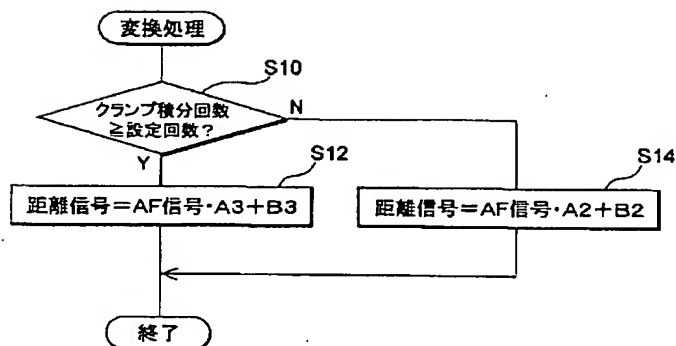 変換処理
S10
クランプ積分回数
≧設定回数?
N
Y
S12
距離信号=AF信号・A3+B3
S14
距離信号=AF信号・A2+B2
終了